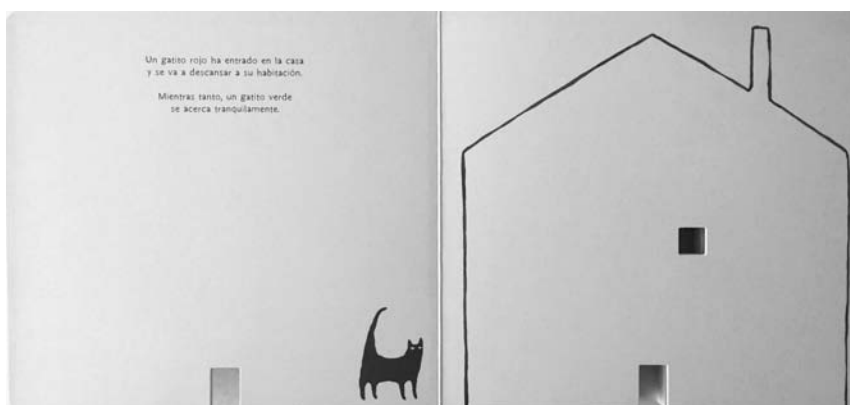 Un gatito rojo ha entrado en la casa
y se va a descansar a su habitación.
Mientras tanto, un gatito verde
se acerca tranquilamente.